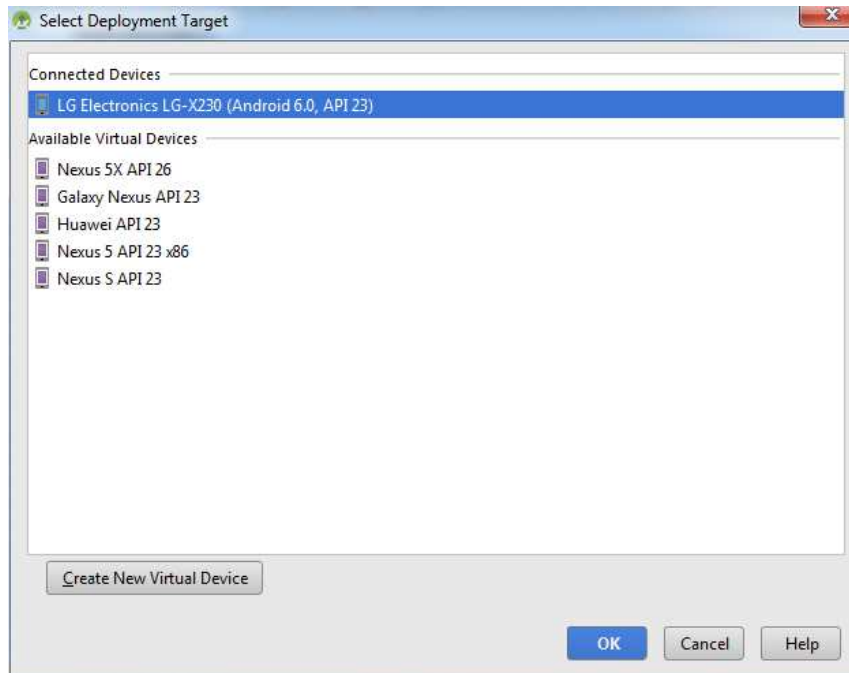 Select Deployment Target
Connected Devices
LG Electronics LG-X230 (Android 6.0, API 23)
Available Virtual Devices
Nexus 5X API 26
Galaxy Nexus API 23
Huawei API 23
Nexus 5 API 23 x86
Nexus S API 23
Create New Virtual Device
OK Cancel Help